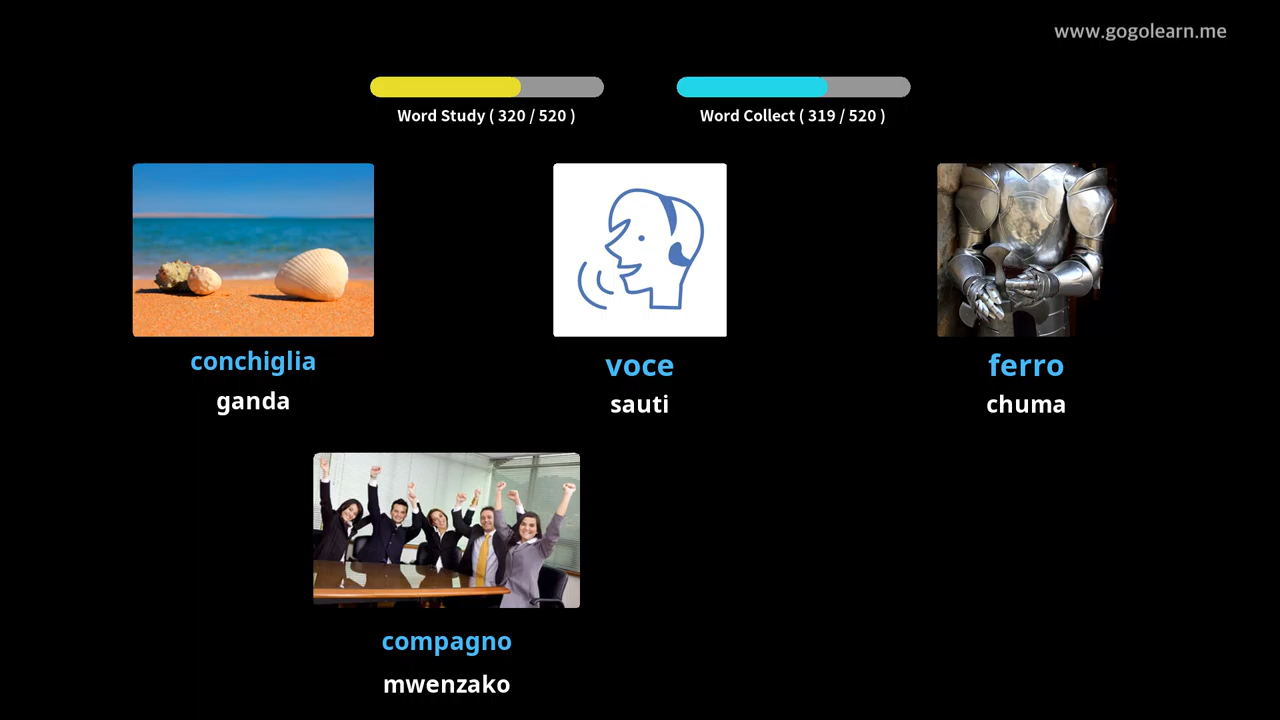 www.gogolearn.me
Word Study ( 320 / 520 )
Word Collect ( 319 / 520 )
conchiglia
ganda
voce
sauti
ferro
chuma
compagno
mwenzako